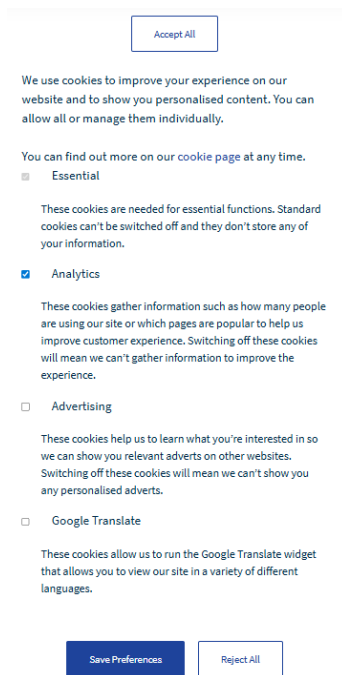 Accept All
We use cookies to improve your experience on our
website and to show you personalised content. You can
allow all or manage them individually.
You can find out more on our cookie page at any time.
Essential
These cookies are needed for essential functions. Standard
cookies can't be switched off and they don't store any of
your information.
Analytics
These cookies gather information such as how many people
are using our site or which pages are popular to help us
improve customer experience. Switching off these cookies
will mean we can't gather information to improve the
experience.
Advertising
These cookies help us to learn what you're interested in so
we can show you relevant adverts on other websites.
Switching off these cookies will mean we can't show you
any personalised adverts.
Google Translate
These cookies allow us to run the Google Translate widget
that allows you to view our site in a variety of different
languages.
Save Preferences
Reject All